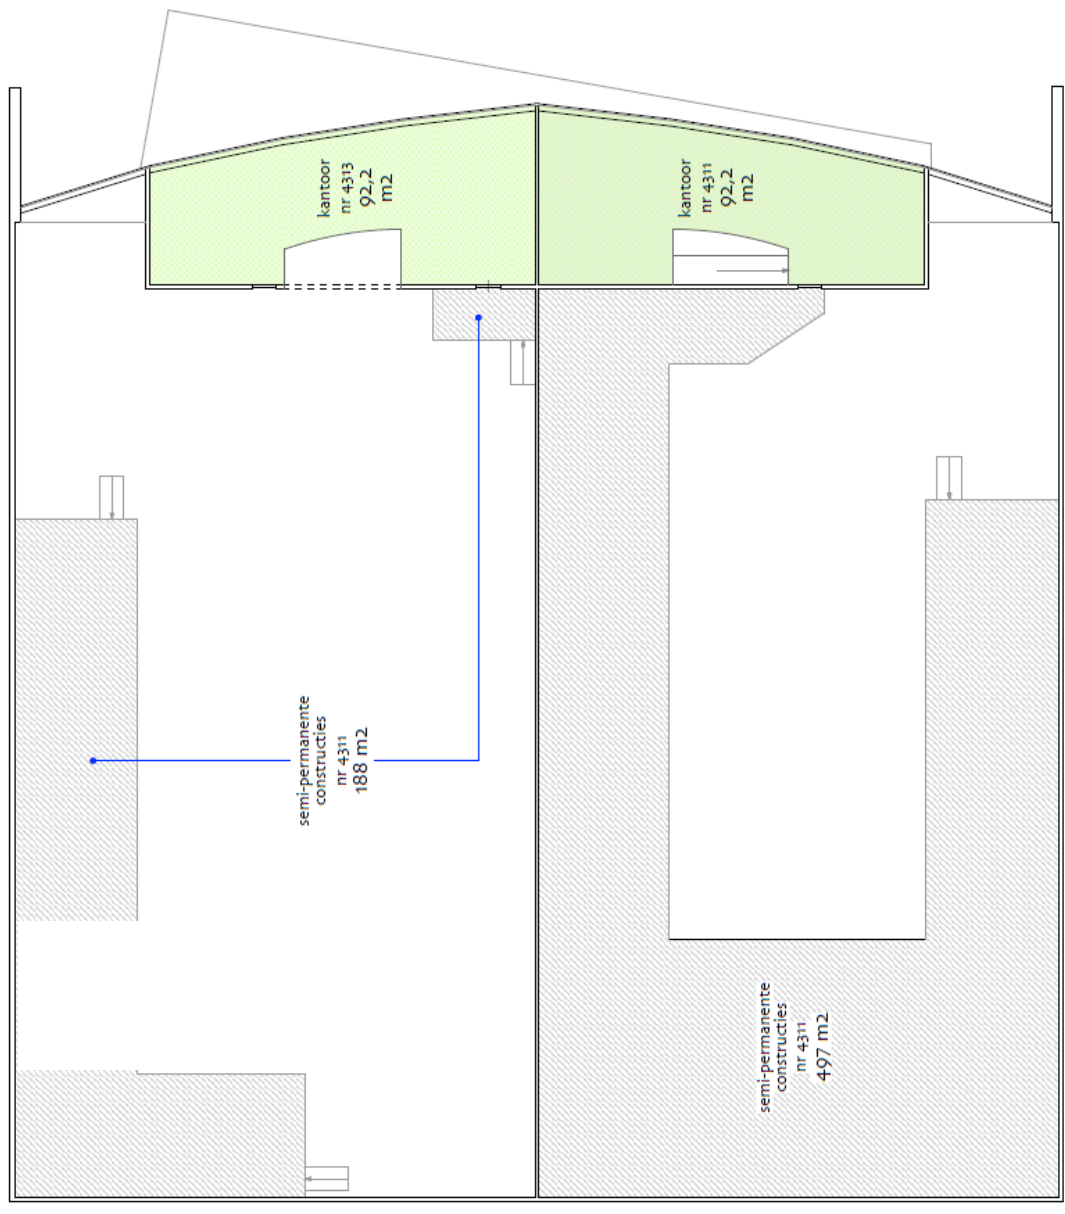 kantoor
nr 4313
92,2
m2
kantoor
nr 4311
92,2
m2
semi-permanente
constructies
nr 4311
188 m2
semi-permanente
constructies
nr 4311
497 m2